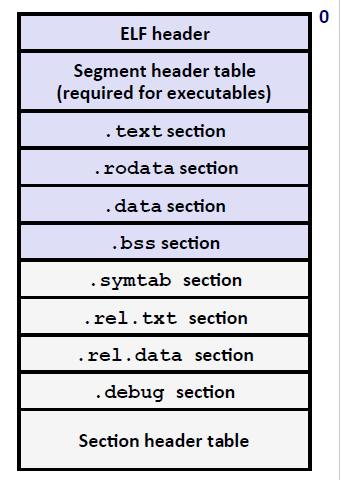 0
ELF header
Segment header table
(required for executables)
.text section
.rodata section
.data section
.bss section
.symtab section
.rel.txt section
.rel.data section
.debug section
Section header table